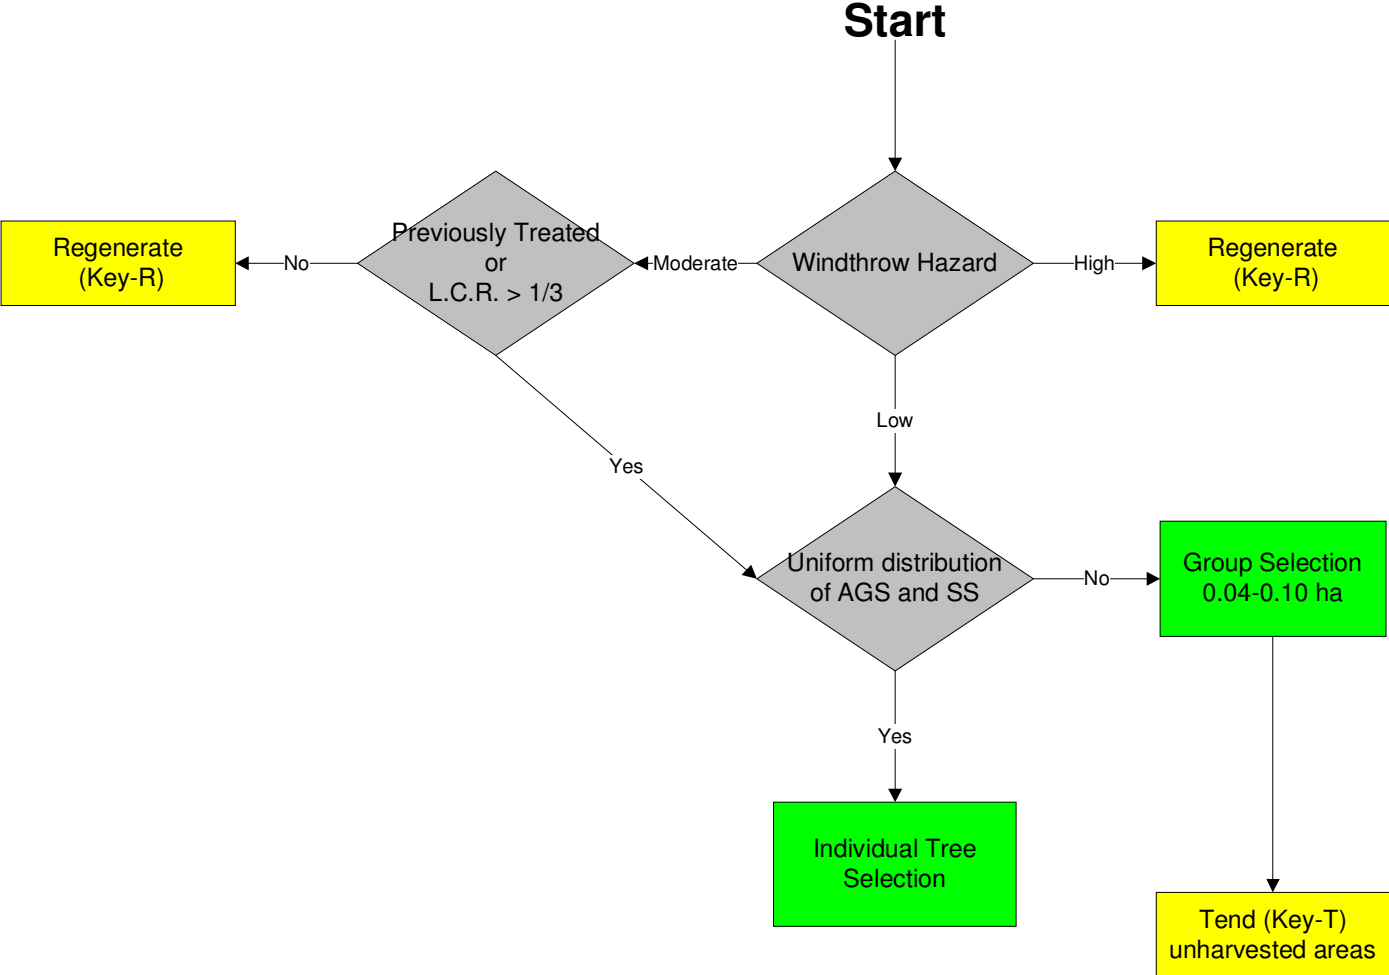 Start
Previously Treated
or
L.C.R. > 1/3
Regenerate
(Key-R)
No
Moderate
Windthrow Hazard
High
Regenerate
(Key-R)
Low
Yes
Uniform distribution
of AGS and SS
No
Group Selection
0.04-0.10 ha
Yes
Individual Tree
Selection
Tend (Key-T)
unharvested areas